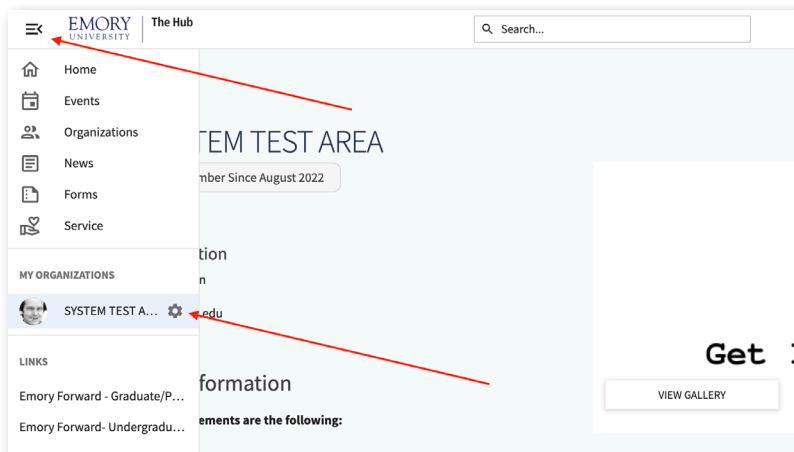 EMORY
UNIVERSITY
The Hub
Search...
Home
Events
Organizations
News
Forms
Service
MY ORGANIZATIONS
SYSTEM TEST A...
LINKS
Emory Forward - Graduate/P...
Emory Forward- Undergradu...
TEM TEST AREA
mber Since August 2022
tion
n
.edu
formation
ements are the following:
Get
VIEW GALLERY